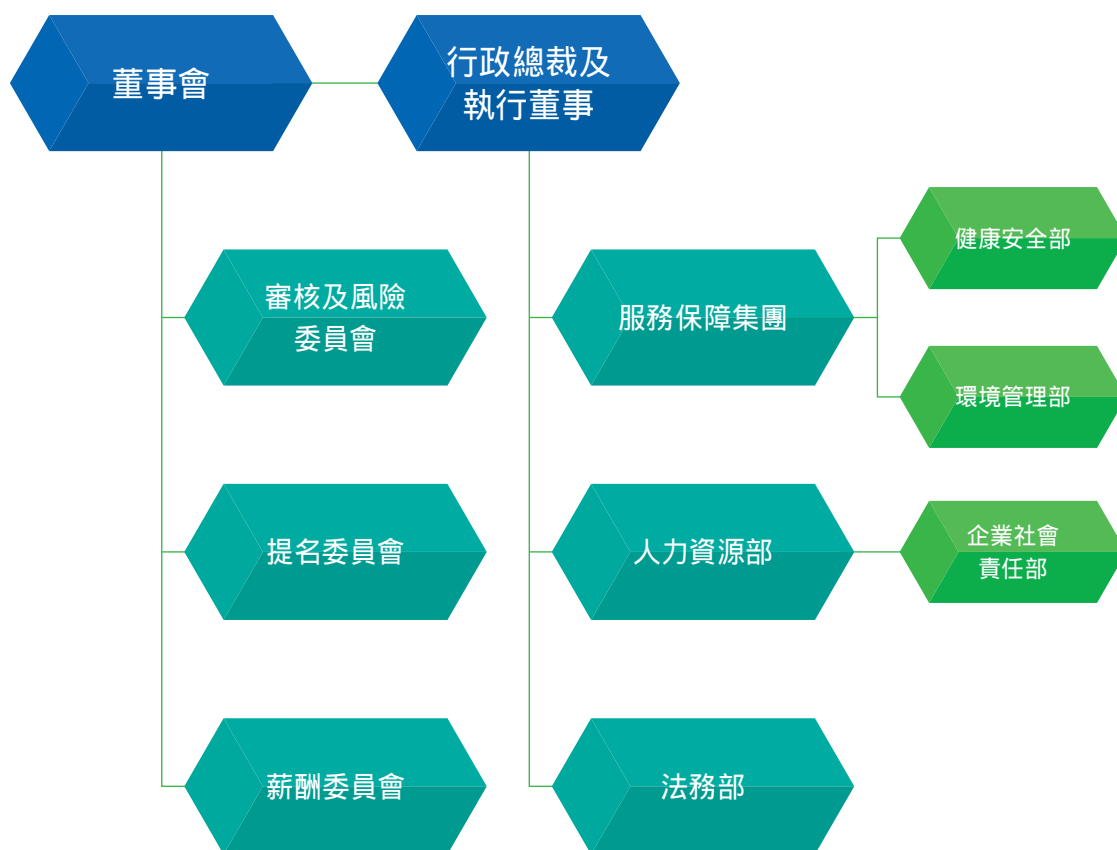 董事會
行政總裁及
執行董事
審核及風險
委員會
提名委員會
薪酬委員會
服務保障集團
人力資源部
法務部
健康安全部
環境管理部
企業社會
責任部